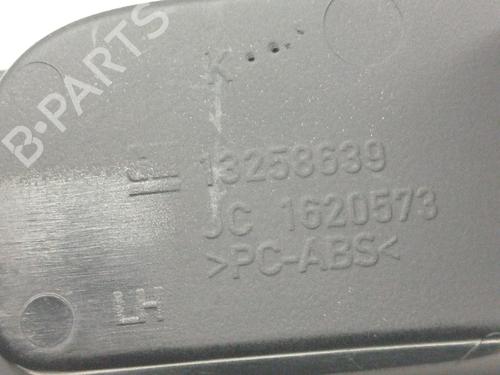 B-PARTS
K
13258639
JC 1620573
>PC-ABS<
LH